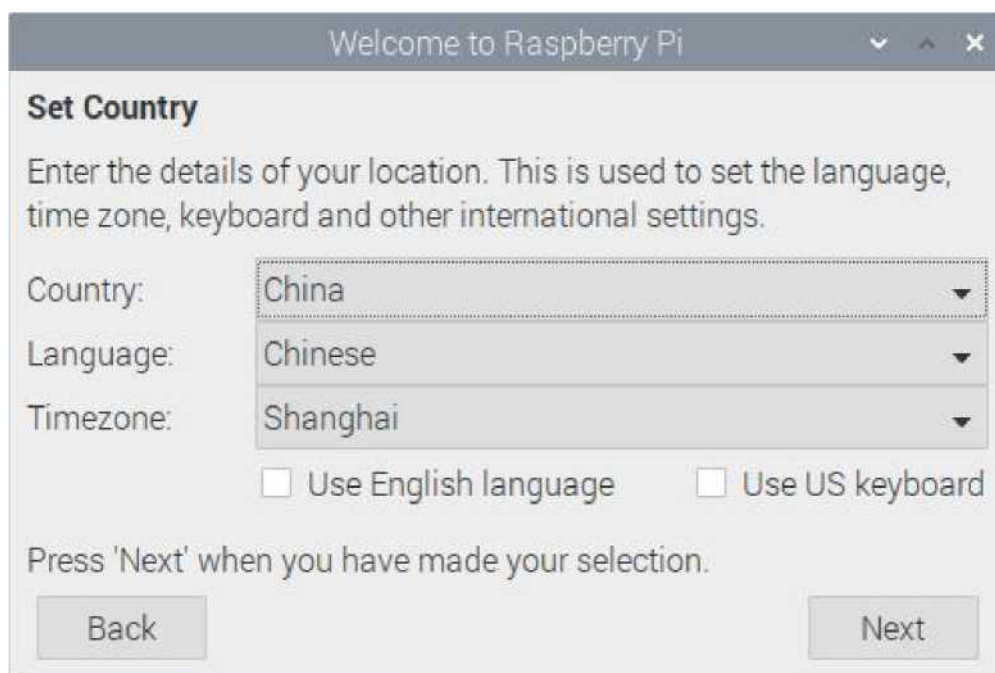 Welcome to Raspberry Pi
Set Country
Enter the details of your location. This is used to set the language,
time zone, keyboard and other international settings.
Country: China
Language: Chinese
Timezone: Shanghai
Use English language Use US keyboard
Press 'Next' when you have made your selection.
Back Next